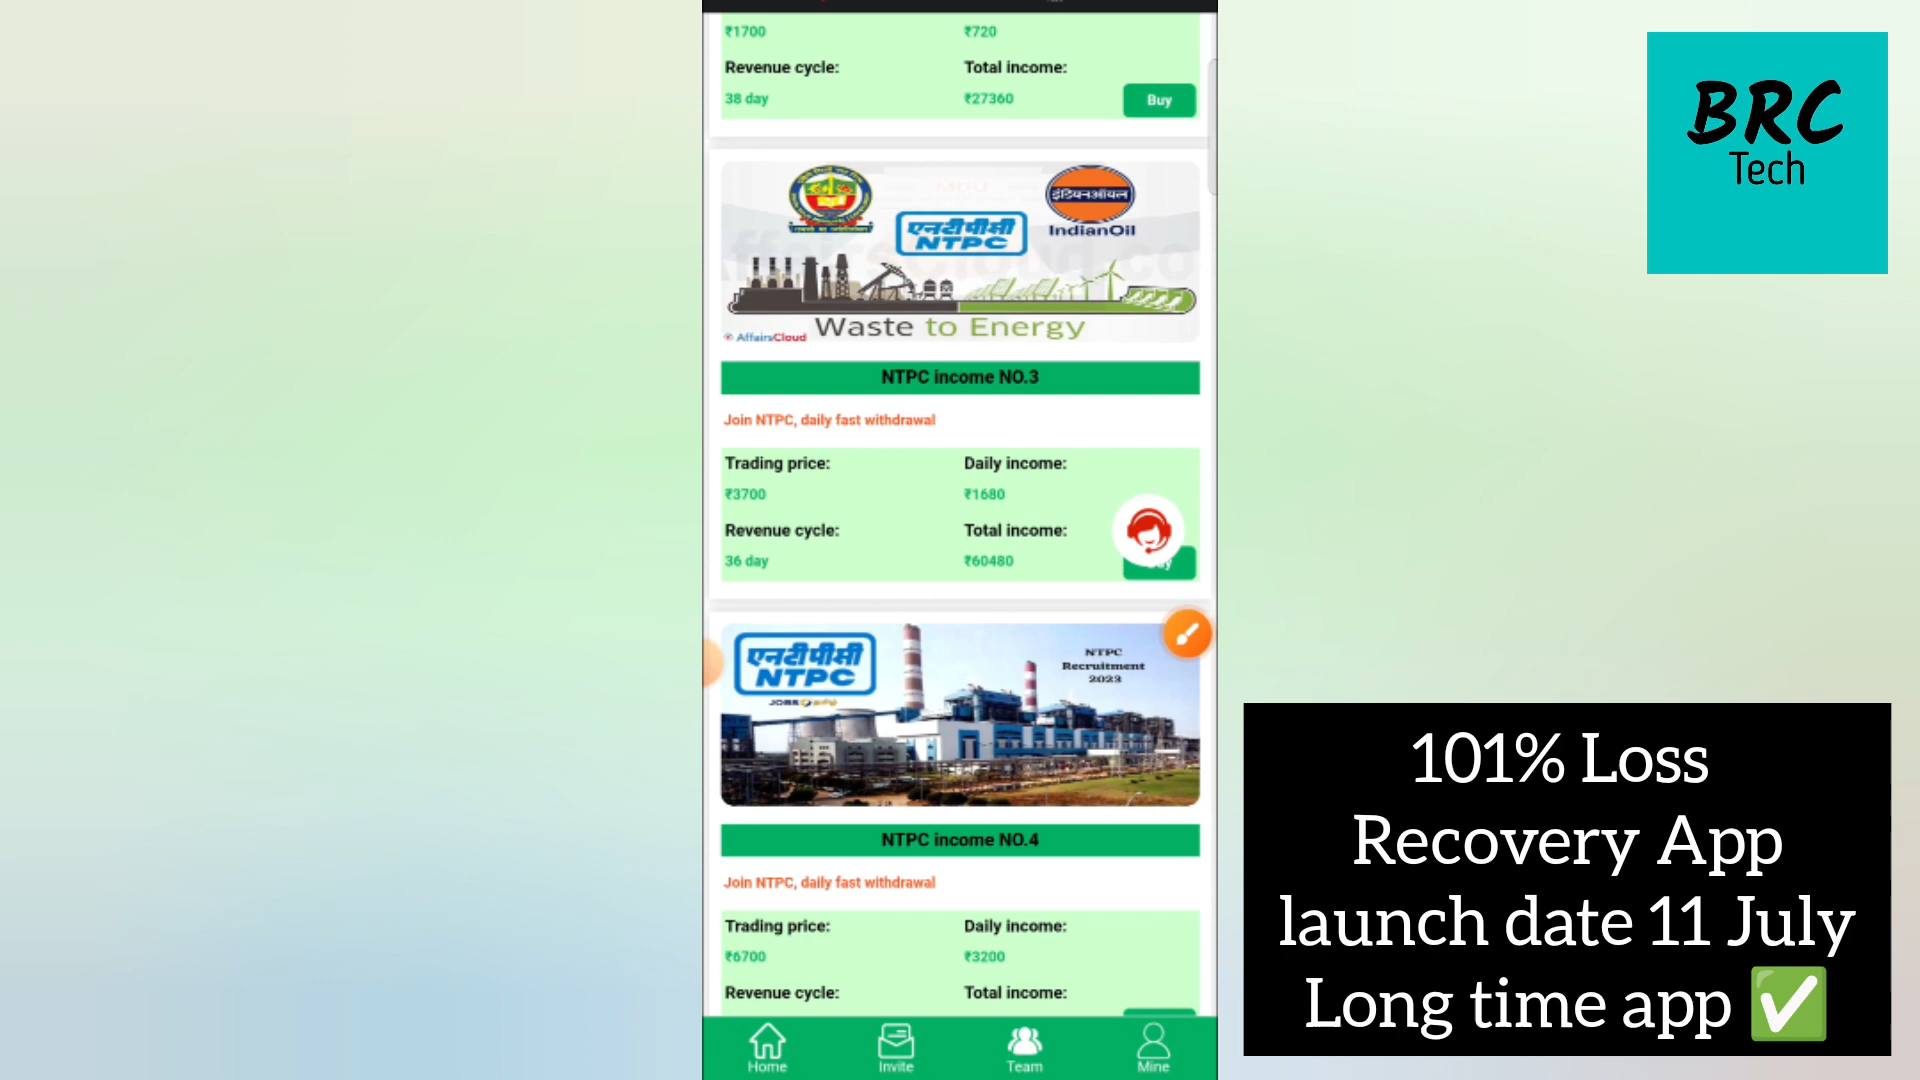 ₹1700
₹720
Revenue cycle:
Total income:
38 day
₹27360
Buy
BRC
Tech
इंडियनऑयल
IndianOil
एनटीपीसी
NTPC
Waste to Energy
AffairsCloud
NTPC income NO.3
Join NTPC, daily fast withdrawal
Trading price:
Daily income:
₹3700
₹1680
Revenue cycle:
Total income:
36 day
₹60480
एनटीपीसी
NTPC
NTPC
Recruitment
2023
NTPC income NO.4
Join NTPC, daily fast withdrawal
Trading price:
Daily income:
₹6700
₹3200
Revenue cycle:
Total income:
Home
Invite
Team
Mine
101% Loss
Recovery App
launch date 11 July
Long time app ✅